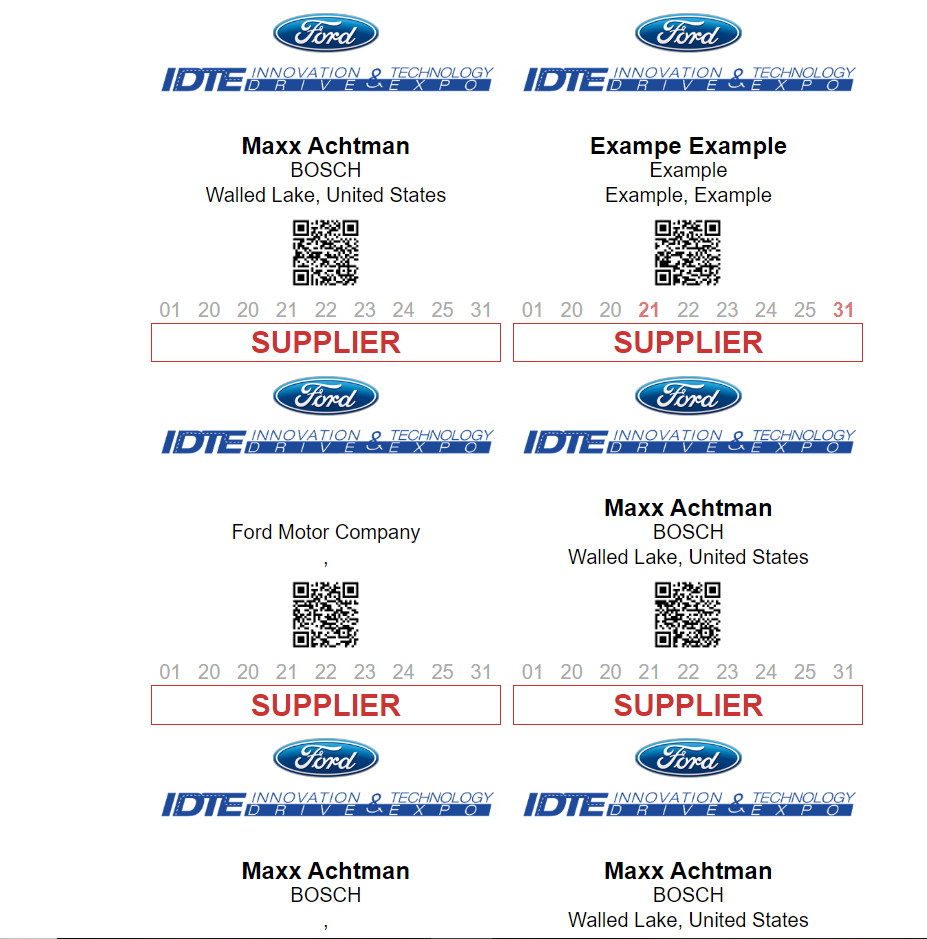 Ford
IDTE INNOVATION & TECHNOLOGY
DRIVE & EXPO
Maxx Achtman
BOSCH
Walled Lake, United States
01 20 20 21 22 23 24 25 31
SUPPLIER
Ford
IDTE INNOVATION & TECHNOLOGY
DRIVE & EXPO
Exampe Example
Example
Example, Example
01 20 20 21 22 23 24 25 31
SUPPLIER
Ford
IDTE INNOVATION & TECHNOLOGY
DRIVE & EXPO
Ford Motor Company
,
01 20 20 21 22 23 24 25 31
SUPPLIER
Ford
IDTE INNOVATION & TECHNOLOGY
DRIVE & EXPO
Maxx Achtman
BOSCH
Walled Lake, United States
01 20 20 21 22 23 24 25 31
SUPPLIER
Ford
IDTE INNOVATION & TECHNOLOGY
DRIVE & EXPO
Maxx Achtman
BOSCH
,
Ford
IDTE INNOVATION & TECHNOLOGY
DRIVE & EXPO
Maxx Achtman
BOSCH
Walled Lake, United States